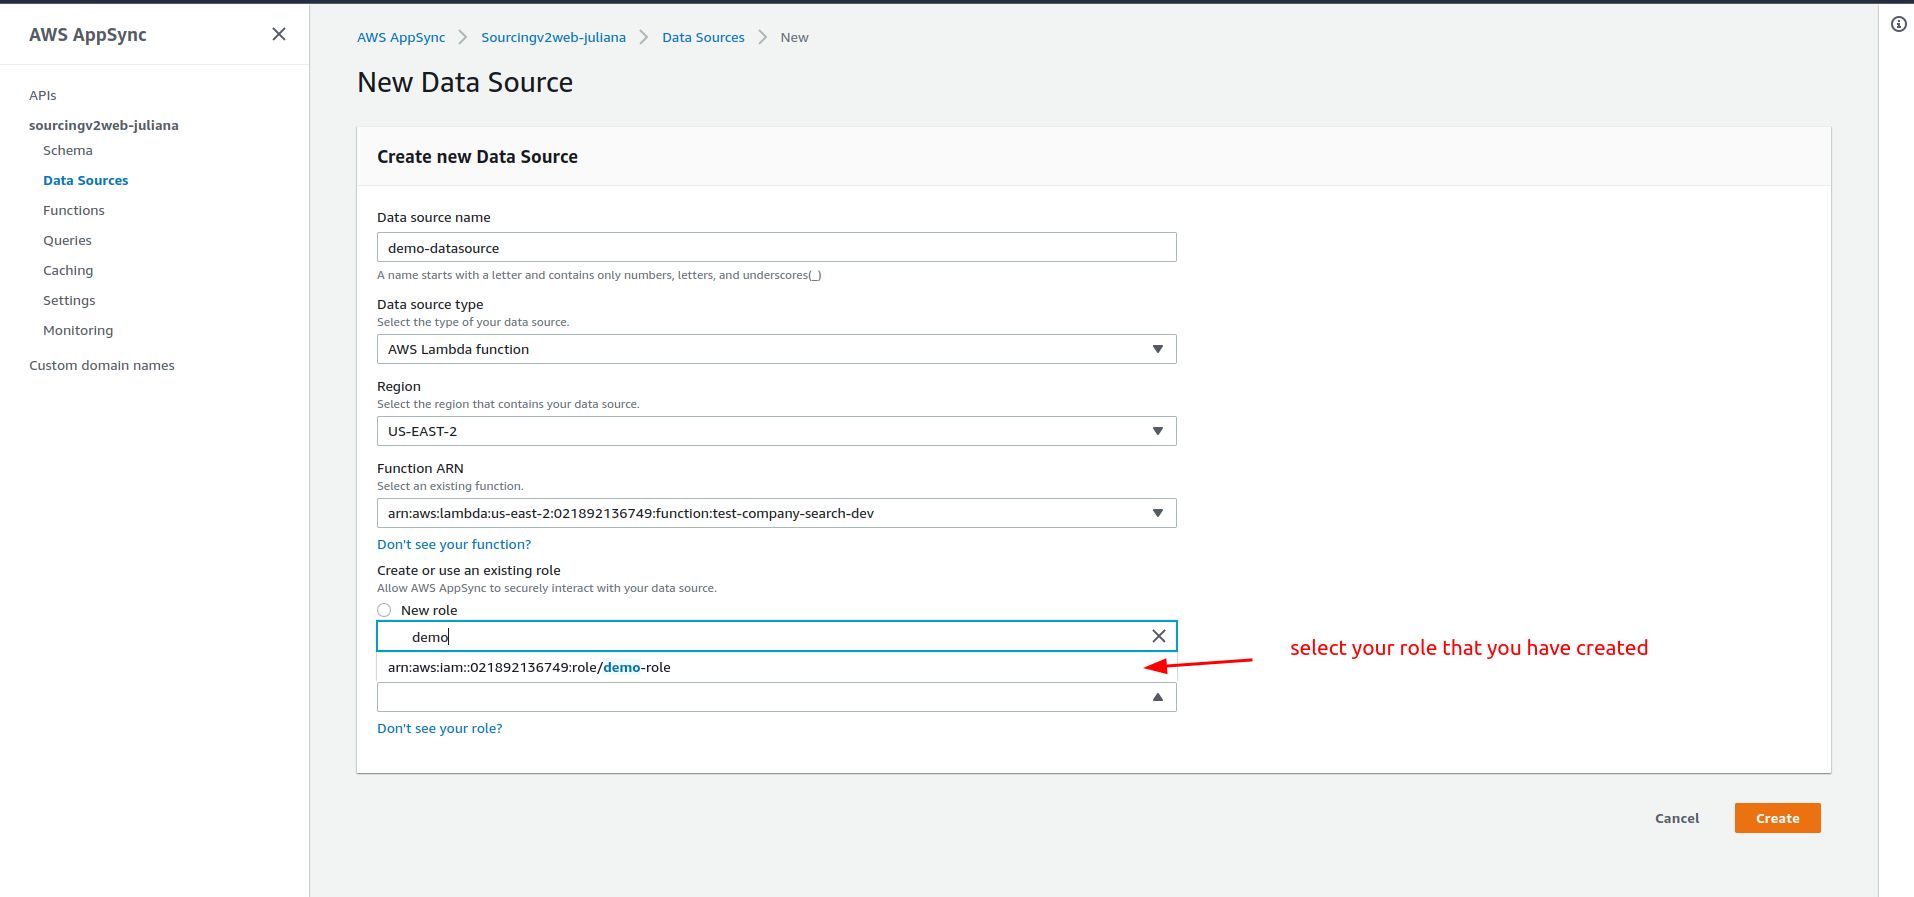 AWS AppSync
APIs
sourcingv2web-juliana
Schema
Data Sources
Functions
Queries
Caching
Settings
Monitoring
Custom domain names
AWS AppSync > Sourcingv2web-juliana > Data Sources > New
New Data Source
Create new Data Source
Data source name
demo-datasource
A name starts with a letter and contains only numbers, letters, and underscores(_)
Data source type
Select the type of your data source.
AWS Lambda function
Region
Select the region that contains your data source.
US-EAST-2
Function ARN
Select an existing function.
arn:aws:lambda:us-east-2:021892136749:function:test-company-search-dev
Don't see your function?
Create or use an existing role
Allow AWS AppSync to securely interact with your data source.
New role
demo
arn:aws:iam::021892136749:role/demo-role
select your role that you have created
Don't see your role?
Cancel
Create